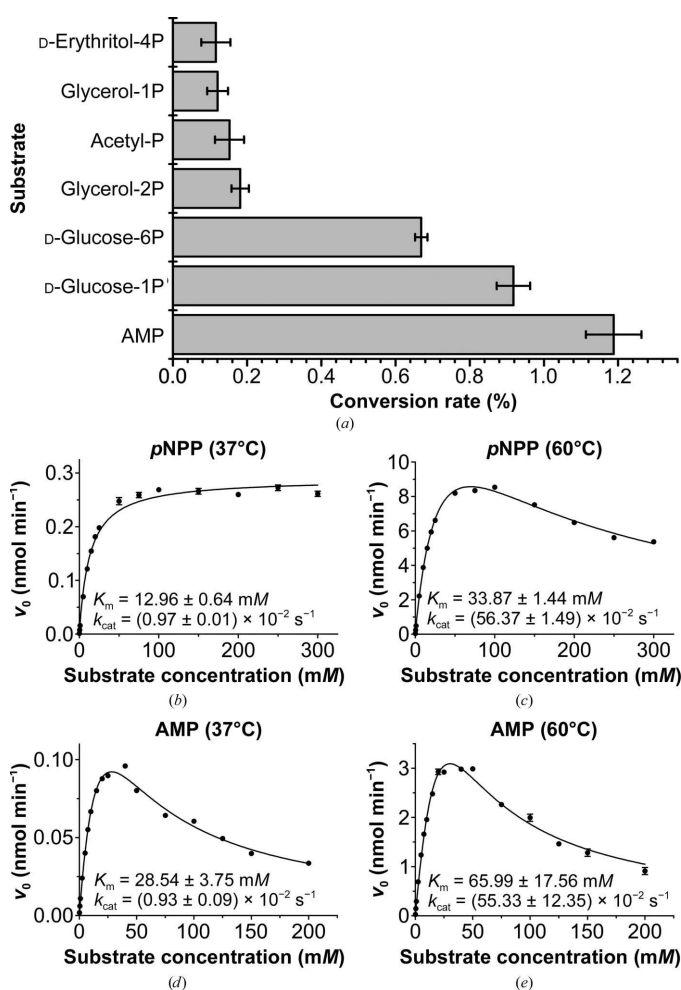 Substrate
D-Erythritol-4P
Glycerol-1P
Acetyl-P
Glycerol-2P
D-Glucose-6P
D-Glucose-1P
AMP
0.0 0.2 0.4 0.6 0.8 1.0 1.2
Conversion rate (%)
(a)
pNPP (37°C)
v0 (nmol min−1)
0.3
0.2
0.1
0.0
Km = 12.96 ± 0.64 mM
kcat = (0.97 ± 0.01) × 10−2 s−1
0 50 100 150 200 250 300
Substrate concentration (mM)
(b)
pNPP (60°C)
v0 (nmol min−1)
10
8
6
4
2
0
Km = 33.87 ± 1.44 mM
kcat = (56.37 ± 1.49) × 10−2 s−1
0 50 100 150 200 250 300
Substrate concentration (mM)
(c)
AMP (37°C)
v0 (nmol min−1)
0.10
0.05
0.00
Km = 28.54 ± 3.75 mM
kcat = (0.93 ± 0.09) × 10−2 s−1
0 50 100 150 200
Substrate concentration (mM)
(d)
AMP (60°C)
v0 (nmol min−1)
3
2
1
0
Km = 65.99 ± 17.56 mM
kcat = (55.33 ± 12.35) × 10−2 s−1
0 50 100 150 200
Substrate concentration (mM)
(e)